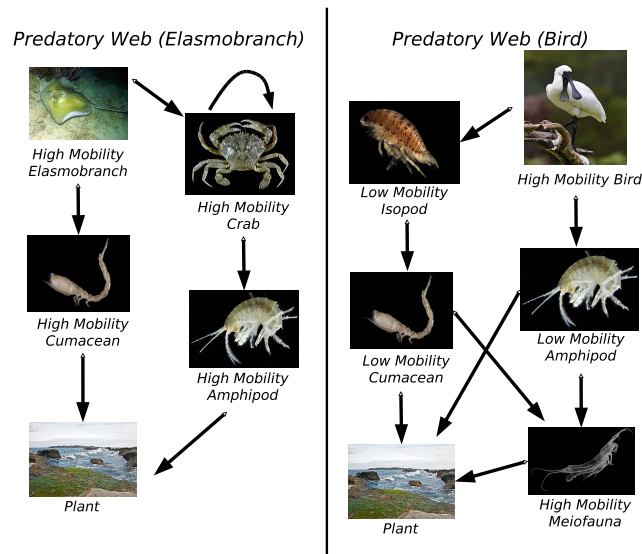 Predatory Web (Elasmobranch)
High Mobility
Elasmobranch
High Mobility
Crab
High Mobility
Cumacean
High Mobility
Amphipod
Plant
Predatory Web (Bird)
High Mobility Bird
Low Mobility
Isopod
Low Mobility
Amphipod
Low Mobility
Cumacean
High Mobility
Meiofauna
Plant